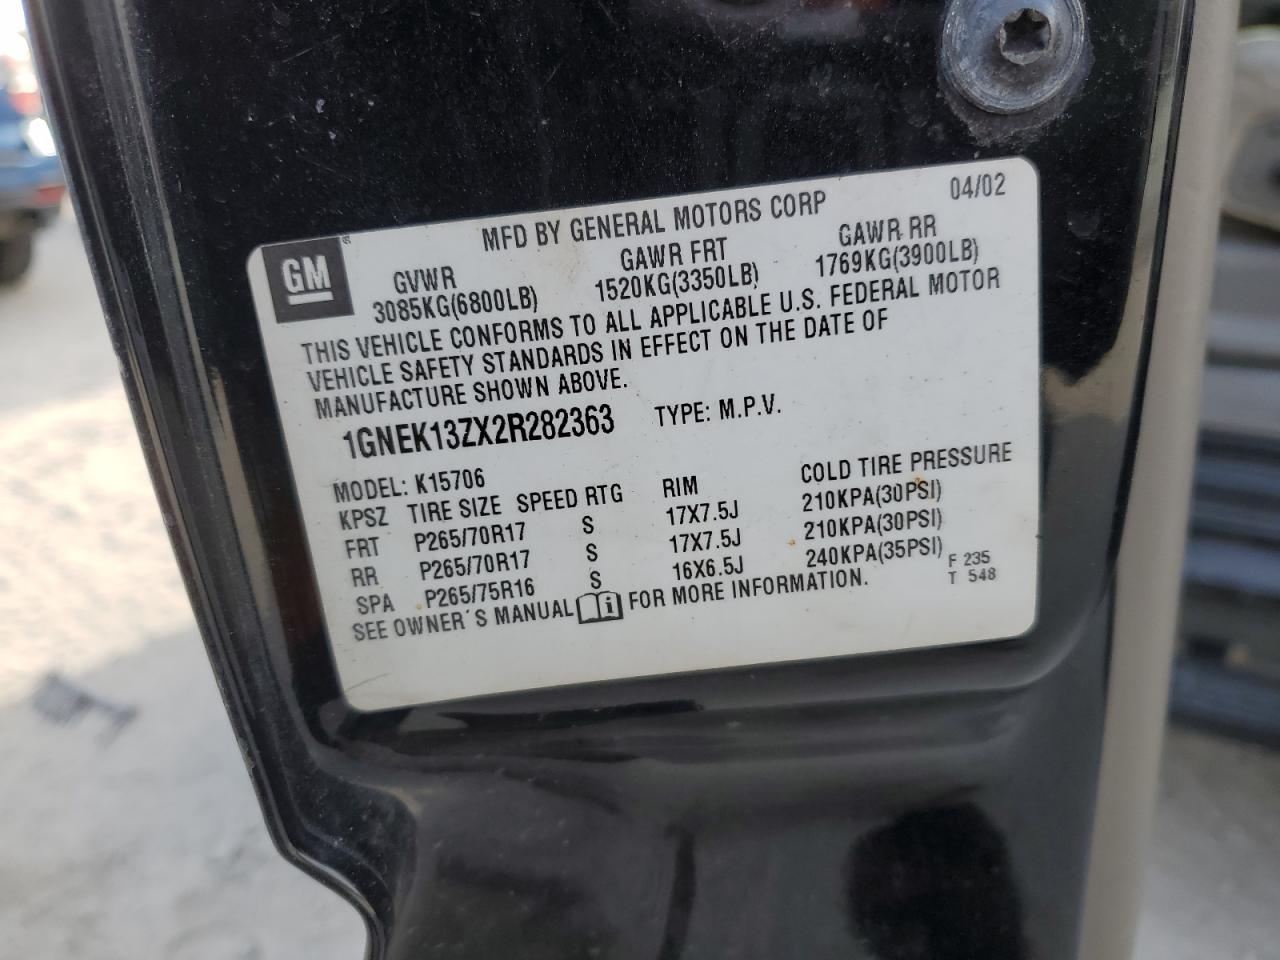 GM
MFD BY GENERAL MOTORS CORP 04/02
GVWR GAWR FRT GAWR RR
3085KG(6800LB) 1520KG(3350LB) 1769KG(3900LB)
THIS VEHICLE CONFORMS TO ALL APPLICABLE U.S. FEDERAL MOTOR
VEHICLE SAFETY STANDARDS IN EFFECT ON THE DATE OF
MANUFACTURE SHOWN ABOVE.
1GNEK13ZX2R282363 TYPE: M.P.V.
MODEL: K15706
KPSZ TIRE SIZE SPEED RTG RIM COLD TIRE PRESSURE
FRT P265/70R17 S 17X7.5J 210KPA(30PSI)
RR P265/70R17 S 17X7.5J 210KPA(30PSI)
SPA P265/75R16 S 16X6.5J 240KPA(35PSI)
SEE OWNER'S MANUAL i FOR MORE INFORMATION.
F 235
T 548